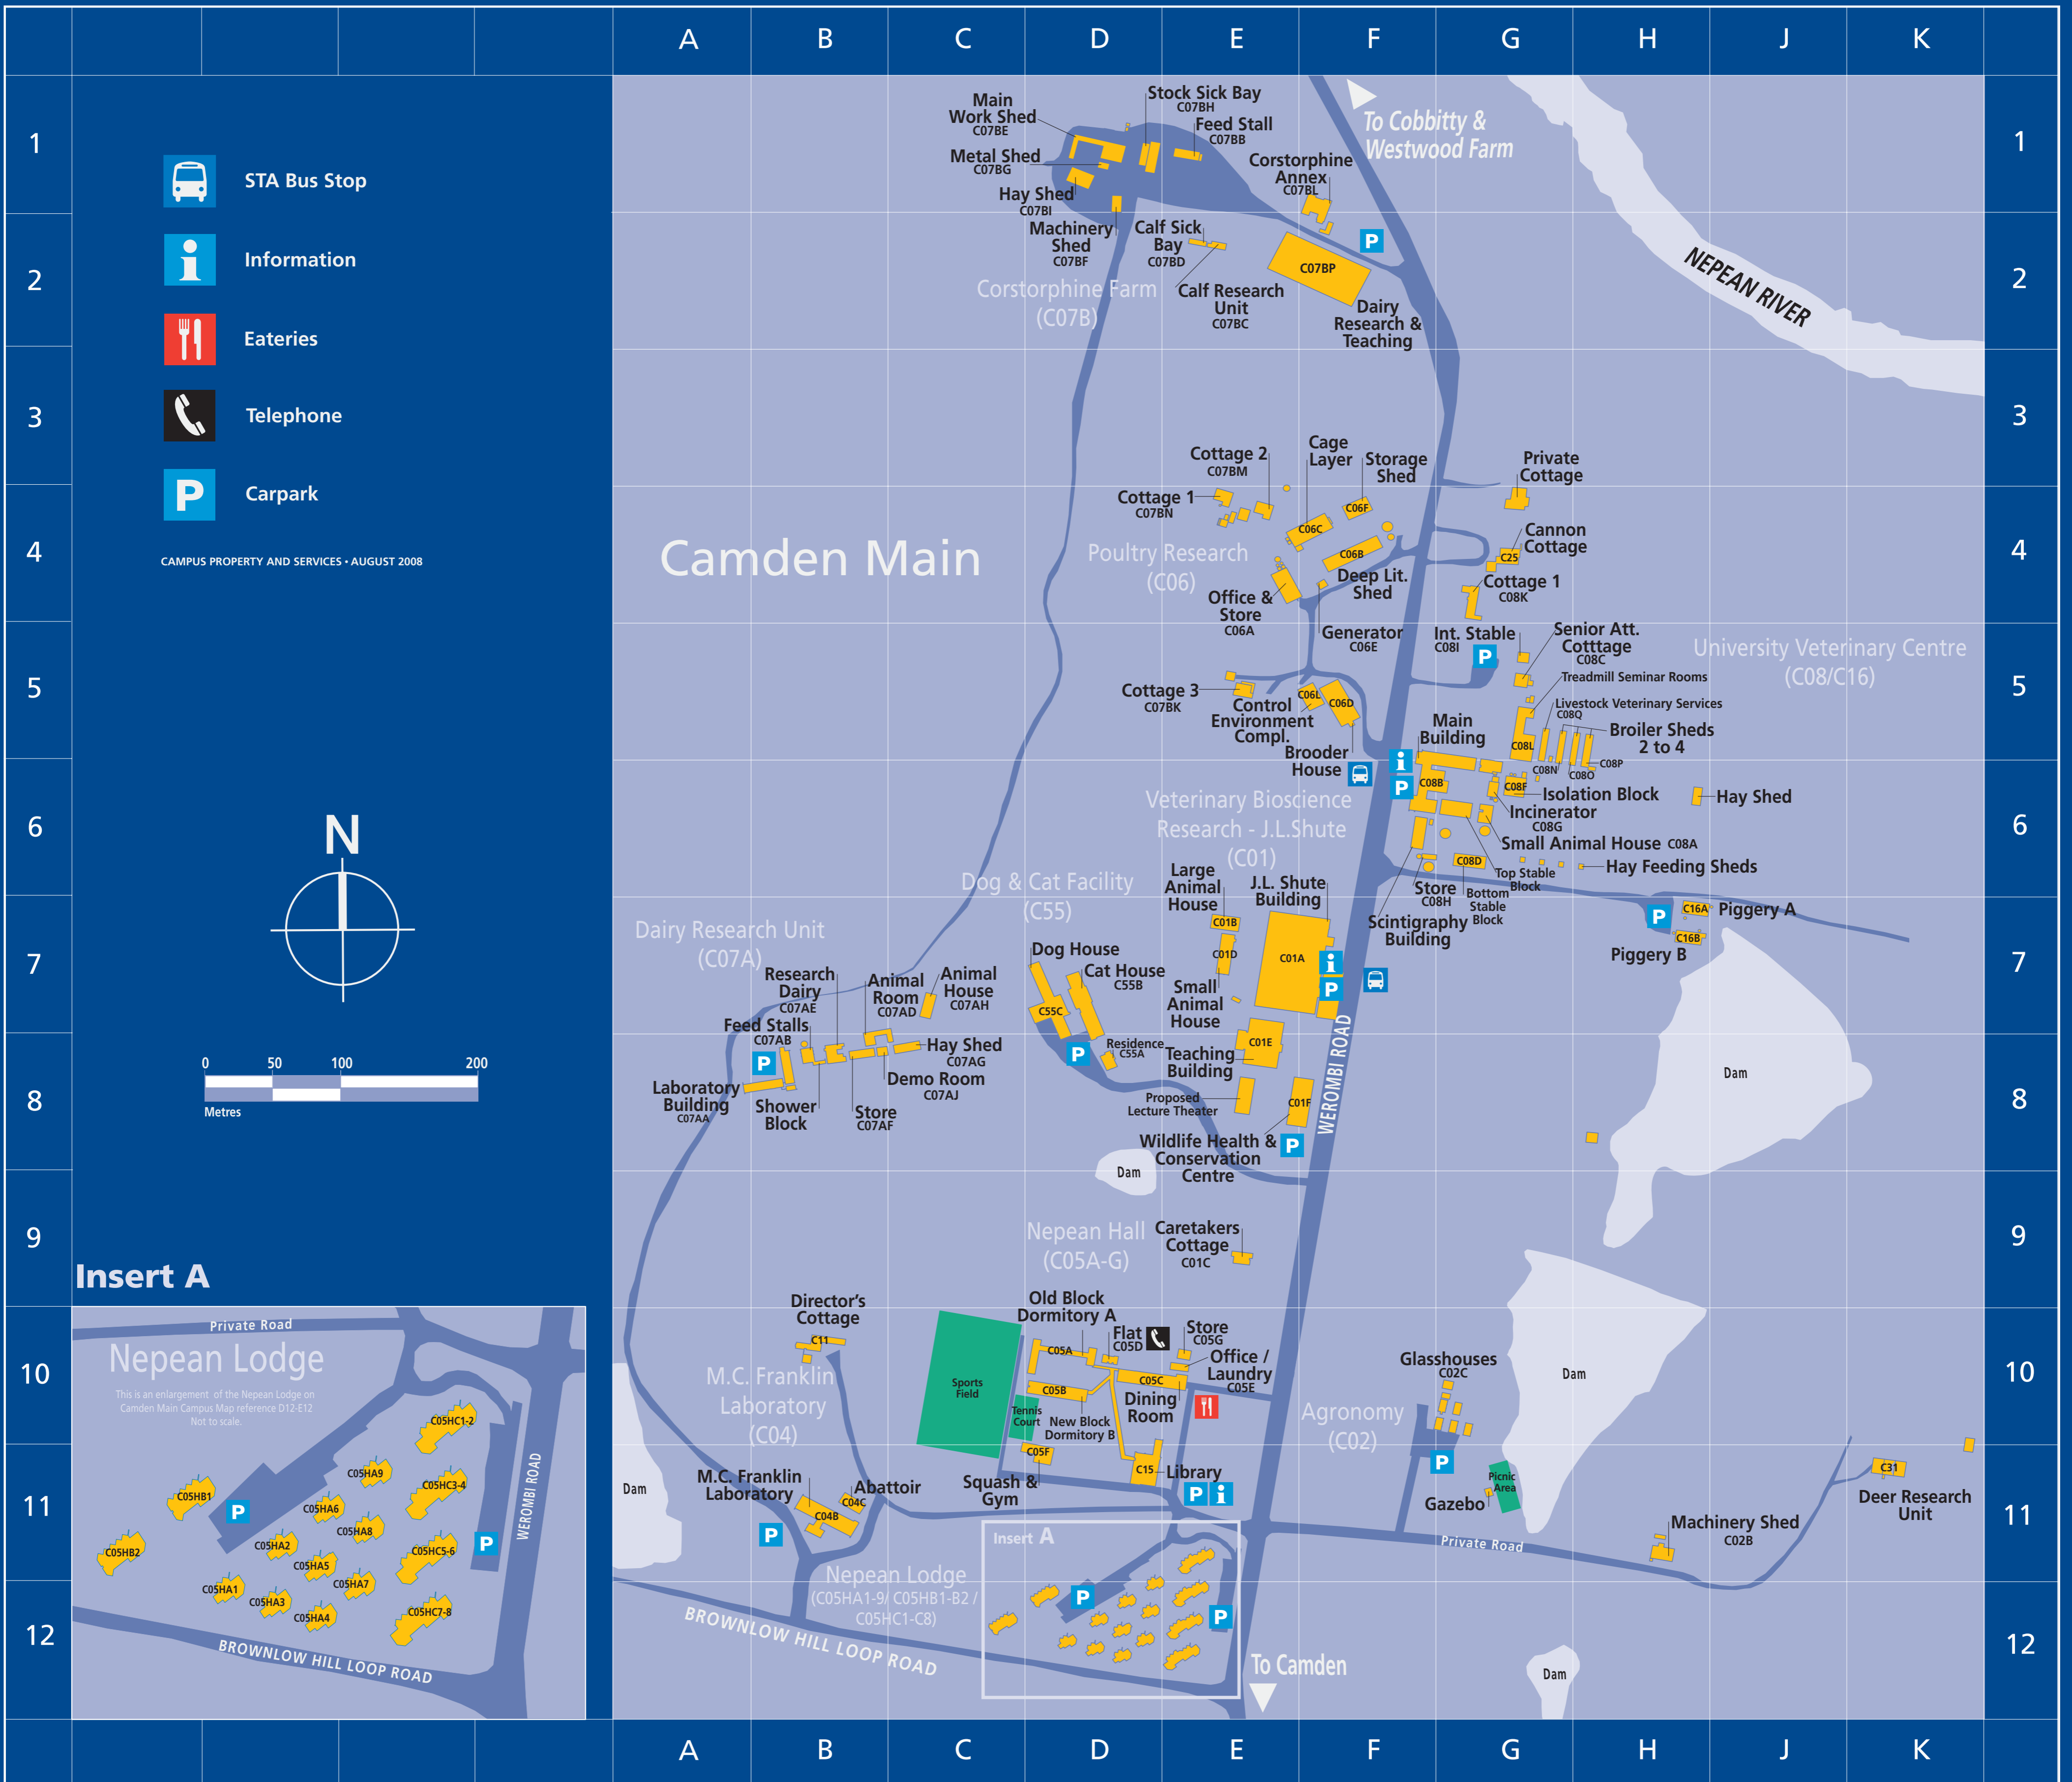 A B C D E F G H J K
1
2
3
4
5
6
7
8
9
10
11
12
STA Bus Stop
Information
Eateries
Telephone
P
Carpark
CAMPUS PROPERTY AND SERVICES • AUGUST 2008
N
0 50 100 200
Metres
Insert A
Private Road
Nepean Lodge
This is an enlargement of the Nepean Lodge on
Camden Main Campus Map reference D12-E12
Not to scale.
C05HC1-2
C05HA9
C05HC3-4
C05HB1
C05HA6
P
C05HA8
C05HA2
P
C05HB2
C05HC5-6
C05HA5
C05HA1
C05HA7
C05HA3
C05HA4
C05HC7-8
WEROMBI ROAD
BROWNLOW HILL LOOP ROAD
Camden Main
To Cobbitty &
Westwood Farm
NEPEAN RIVER
Main
Work Shed
C07BE
Stock Sick Bay
C07BH
Feed Stall
C07BB
Metal Shed
C07BG
Hay Shed
C07BI
Corstorphine
Annex
C07BL
Machinery
Shed
C07BF
Calf Sick
Bay
C07BD
P
C07BP
Corstorphine Farm
(C07B)
Calf Research
Unit
C07BC
Dairy
Research &
Teaching
Cottage 2
C07BM
Cage
Layer
Storage
Shed
Private
Cottage
Cottage 1
C07BN
C06F
C06C
C06B
Poultry Research
(C06)
Cannon
Cottage
C25
Deep Lit.
Shed
Cottage 1
C08K
Office &
Store
C06A
Generator
C06E
Int. Stable
C08I
P
Senior Att.
Cotttage
C08C
University Veterinary Centre
(C08/C16)
Treadmill Seminar Rooms
Cottage 3
C07BK
C06L
C06D
Control
Environment
Compl.
Livestock Veterinary Services
C08Q
Main
Building
Broiler Sheds
2 to 4
C08L
Brooder
House
C08N
C08O
C08P
P
C08B
C08F
Isolation Block
Hay Shed
Incinerator
C08G
Veterinary Bioscience
Research - J.L.Shute
(C01)
Small Animal House C08A
C08D
Hay Feeding Sheds
Top Stable
Block
Store
C08H
Bottom
Stable
Block
Large
Animal
House
J.L. Shute
Building
Dog & Cat Facility
(C55)
Scintigraphy
Building
C16A
Piggery A
P
C16B
Piggery B
C01B
C01D
C01A
P
Dairy Research Unit
(C07A)
Dog House
Cat House
C55B
Research
Dairy
C07AE
Animal
Room
C07AD
Animal
House
C07AH
Small
Animal
House
C55C
Feed Stalls
C07AB
P
Hay Shed
C07AG
P
Residence
C55A
C01E
Teaching
Building
Demo Room
C07AJ
Laboratory
Building
C07AA
Shower
Block
Store
C07AF
Proposed
Lecture Theater
C01F
WEROMBI ROAD
Wildlife Health &
Conservation
Centre
P
Dam
Dam
Nepean Hall
(C05A-G)
Caretakers
Cottage
C01C
Director's
Cottage
C11
Old Block
Dormitory A
Flat
C05D
Store
C05G
C05A
Office /
Laundry
C05E
Sports
Field
C05B
C05C
Dining
Room
Tennis
Court
New Block
Dormitory B
Glasshouses
C02C
Dam
M.C. Franklin
Laboratory
(C04)
Agronomy
(C02)
C05F
P
C15
Library
Squash &
Gym
P
Picnic
Area
Gazebo
C31
Deer Research
Unit
Dam
M.C. Franklin
Laboratory
Abattoir
C04C
C04B
P
Private Road
Machinery Shed
C02B
Insert A
Nepean Lodge
(C05HA1-9/ C05HB1-B2 /
C05HC1-C8)
P
P
BROWNLOW HILL LOOP ROAD
To Camden
Dam
1
2
3
4
5
6
7
8
9
10
11
12
A B C D E F G H J K